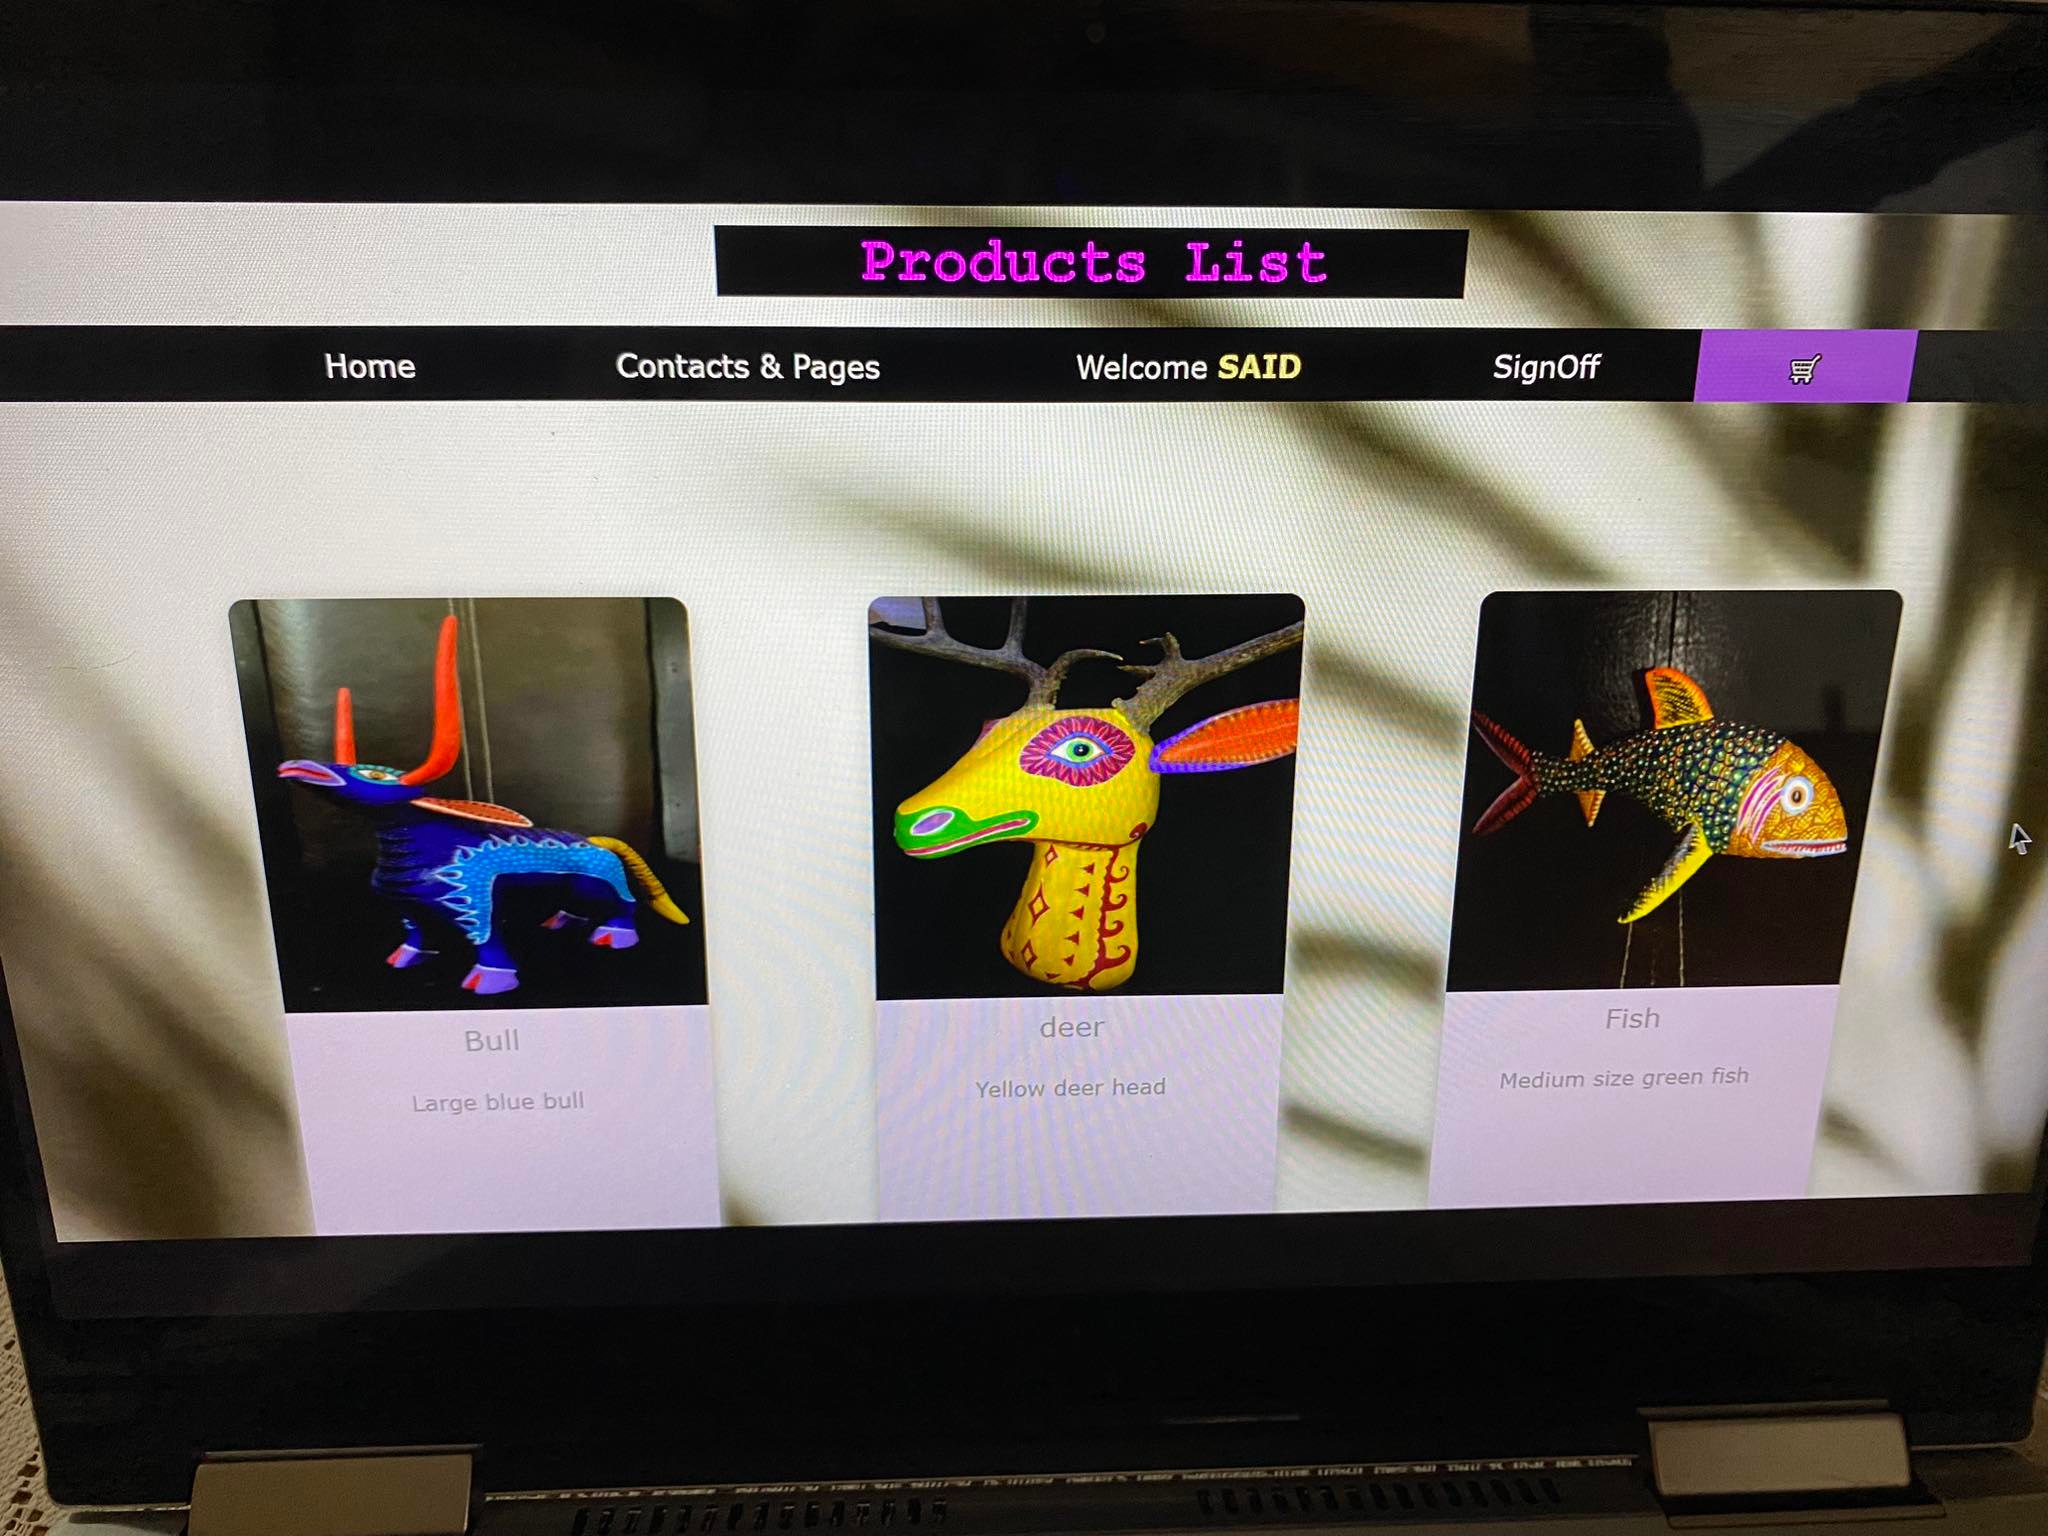 Products List
Home Contacts & Pages Welcome SAID SignOff
Bull
Large blue bull
deer
Yellow deer head
Fish
Medium size green fish